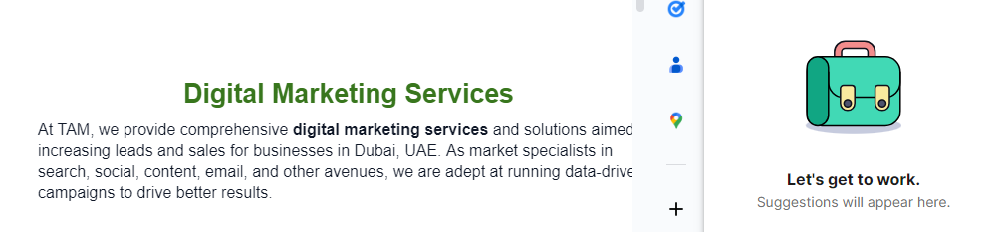 Digital Marketing Services
At TAM, we provide comprehensive digital marketing services and solutions aimed
increasing leads and sales for businesses in Dubai, UAE. As market specialists in
search, social, content, email, and other avenues, we are adept at running data-drive
campaigns to drive better results.
Let's get to work.
Suggestions will appear here.